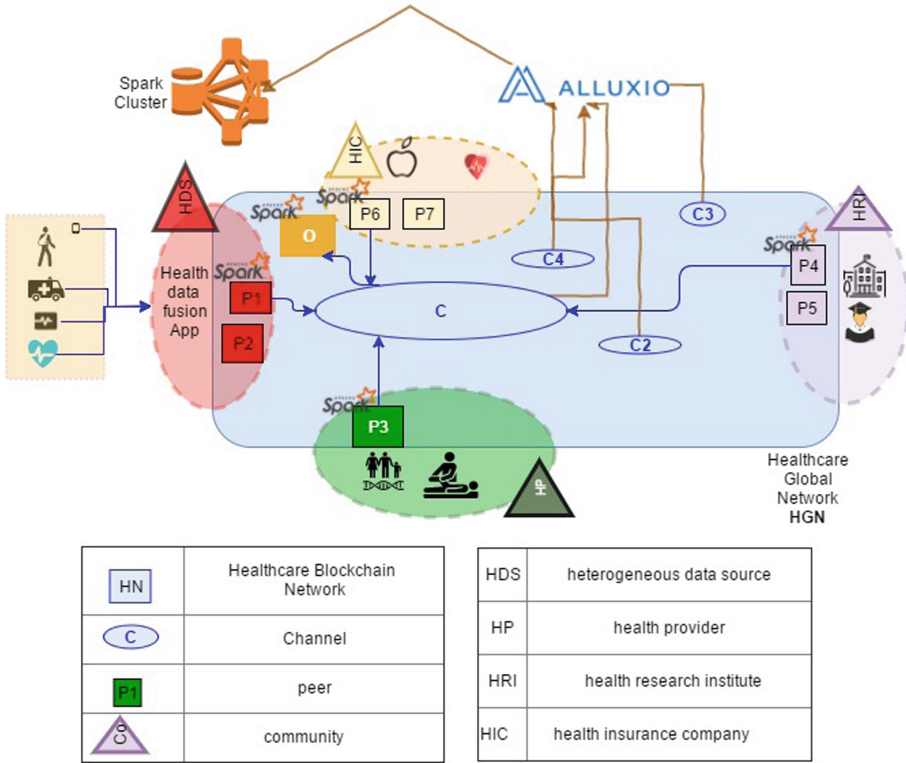 Spark
Cluster
ALLUXIO
HIC
HDS
HRI
APACHE
Spark
Spark
P6
P7
O
C3
C4
Spark
P4
P5
Health
data
fusion
App
Spark
P1
P2
C
C2
Spark
P3
HP
Healthcare
Global
Network
HGN
HN
Healthcare Blockchain
Network
C
Channel
P1
peer
Co
community
HDS
heterogeneous data source
HP
health provider
HRI
health research institute
HIC
health insurance company